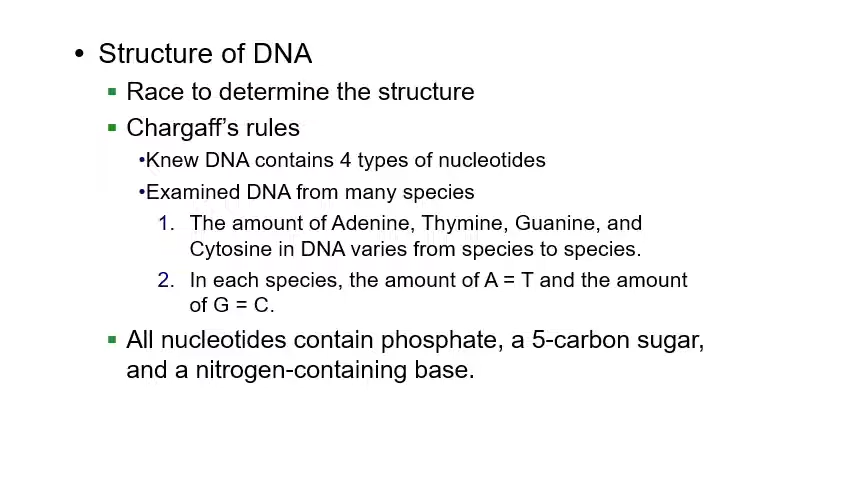 • Structure of DNA
▪ Race to determine the structure
▪ Chargaff’s rules
•Knew DNA contains 4 types of nucleotides
•Examined DNA from many species
1. The amount of Adenine, Thymine, Guanine, and
Cytosine in DNA varies from species to species.
2. In each species, the amount of A = T and the amount
of G = C.
▪ All nucleotides contain phosphate, a 5-carbon sugar,
and a nitrogen-containing base.